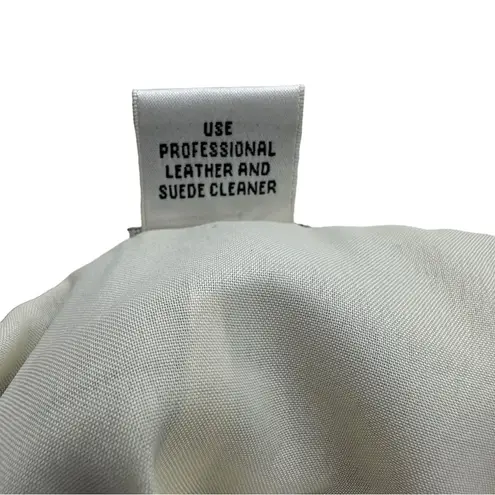 USE
PROFESSIONAL
LEATHER AND
SUEDE CLEANER